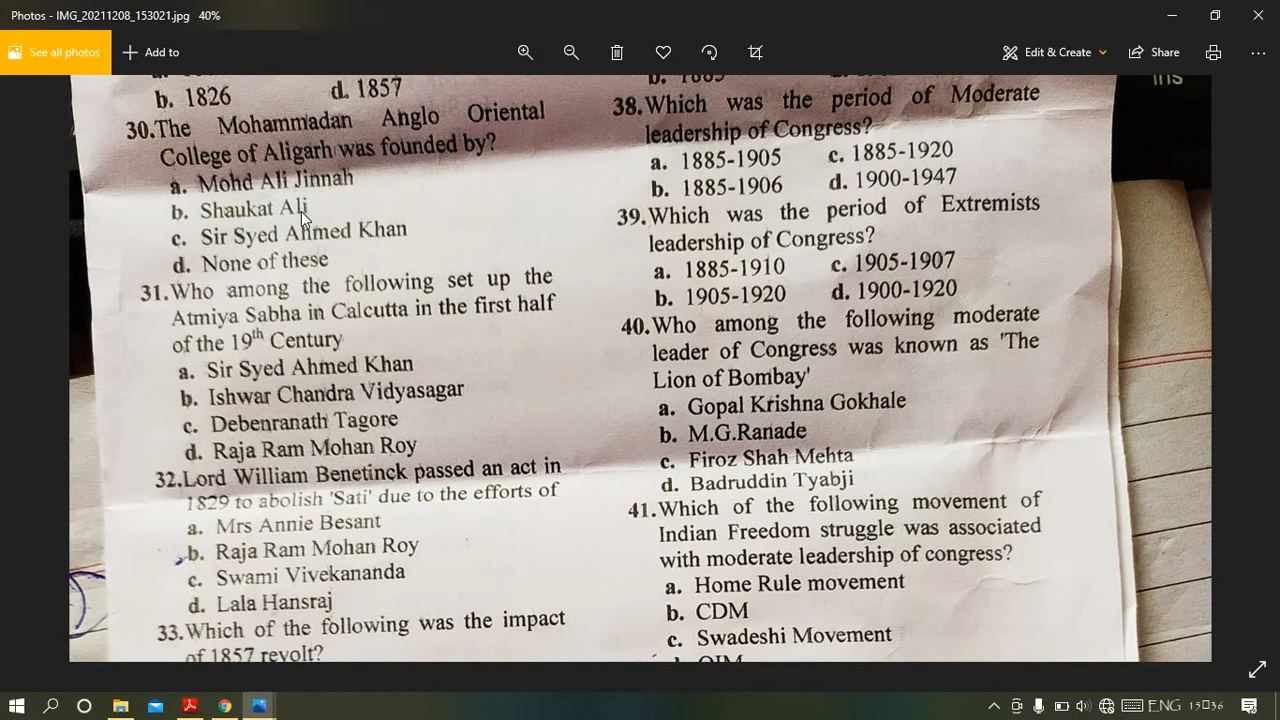 Photos - IMG_20211208_153021.jpg 40%
See all photos
Add to
Edit & Create
Share
b. 1826
d. 1857
30.The Mohammadan Anglo Oriental
College of Aligarh was founded by?
a. Mohd Ali Jinnah
b. Shaukat Ali
c. Sir Syed Ahmed Khan
d. None of these
31.Who among the following set up the
Atmiya Sabha in Calcutta in the first half
of the 19th Century
a. Sir Syed Ahmed Khan
b. Ishwar Chandra Vidyasagar
c. Debenranath Tagore
d. Raja Ram Mohan Roy
32.Lord William Benetinck passed an act in
1829 to abolish 'Sati' due to the efforts of
a. Mrs Annie Besant
b. Raja Ram Mohan Roy
c. Swami Vivekananda
d. Lala Hansraj
33.Which of the following was the impact
of 1857 revolt?
38.Which was the period of Moderate
leadership of Congress?
a. 1885-1905
c. 1885-1920
b. 1885-1906
d. 1900-1947
39.Which was the period of Extremists
leadership of Congress?
a. 1885-1910
c. 1905-1907
b. 1905-1920
d. 1900-1920
40.Who among the following moderate
leader of Congress was known as 'The
Lion of Bombay'
a. Gopal Krishna Gokhale
b. M.G.Ranade
c. Firoz Shah Mehta
d. Badruddin Tyabji
41.Which of the following movement of
Indian Freedom struggle was associated
with moderate leadership of congress?
a. Home Rule movement
b. CDM
c. Swadeshi Movement
ENG 15 36